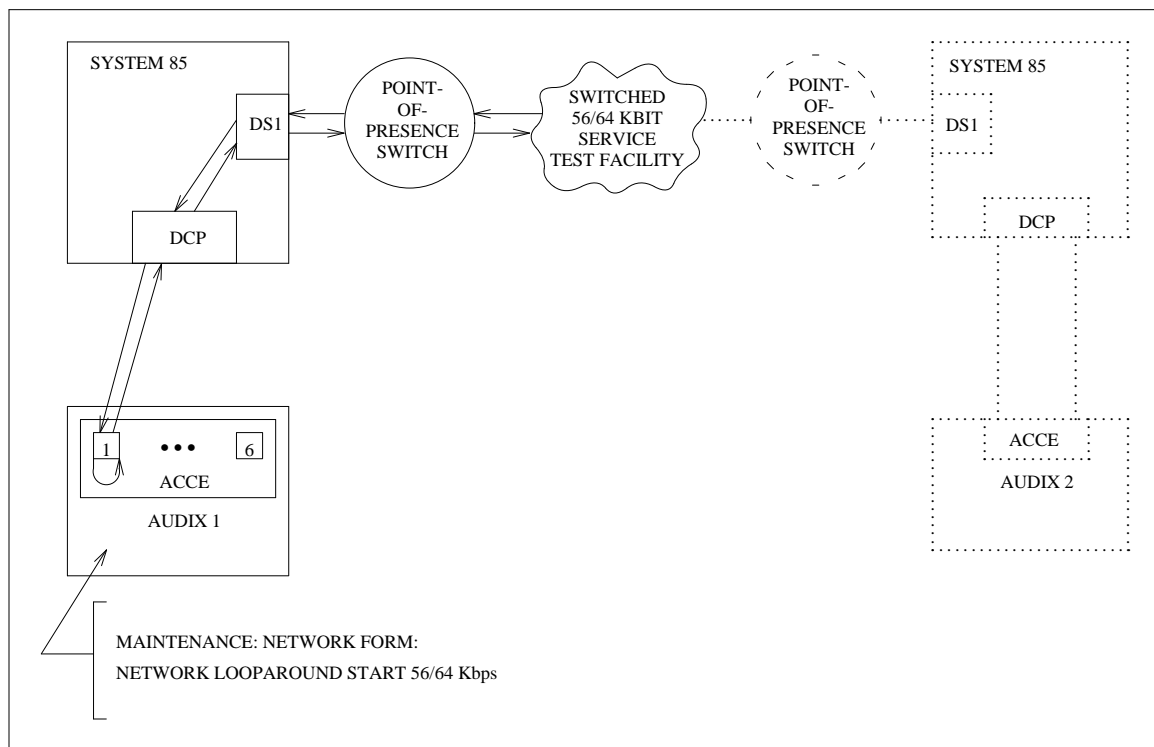 SYSTEM 85
DS1
DCP
POINT-
OF-
PRESENCE
SWITCH
SWITCHED
56/64 KBIT
SERVICE
TEST FACILITY
POINT-
OF-
PRESENCE
SWITCH
SYSTEM 85
DS1
DCP
1 ••• 6
ACCE
AUDIX 1
ACCE
AUDIX 2
MAINTENANCE: NETWORK FORM:
NETWORK LOOPAROUND START 56/64 Kbps